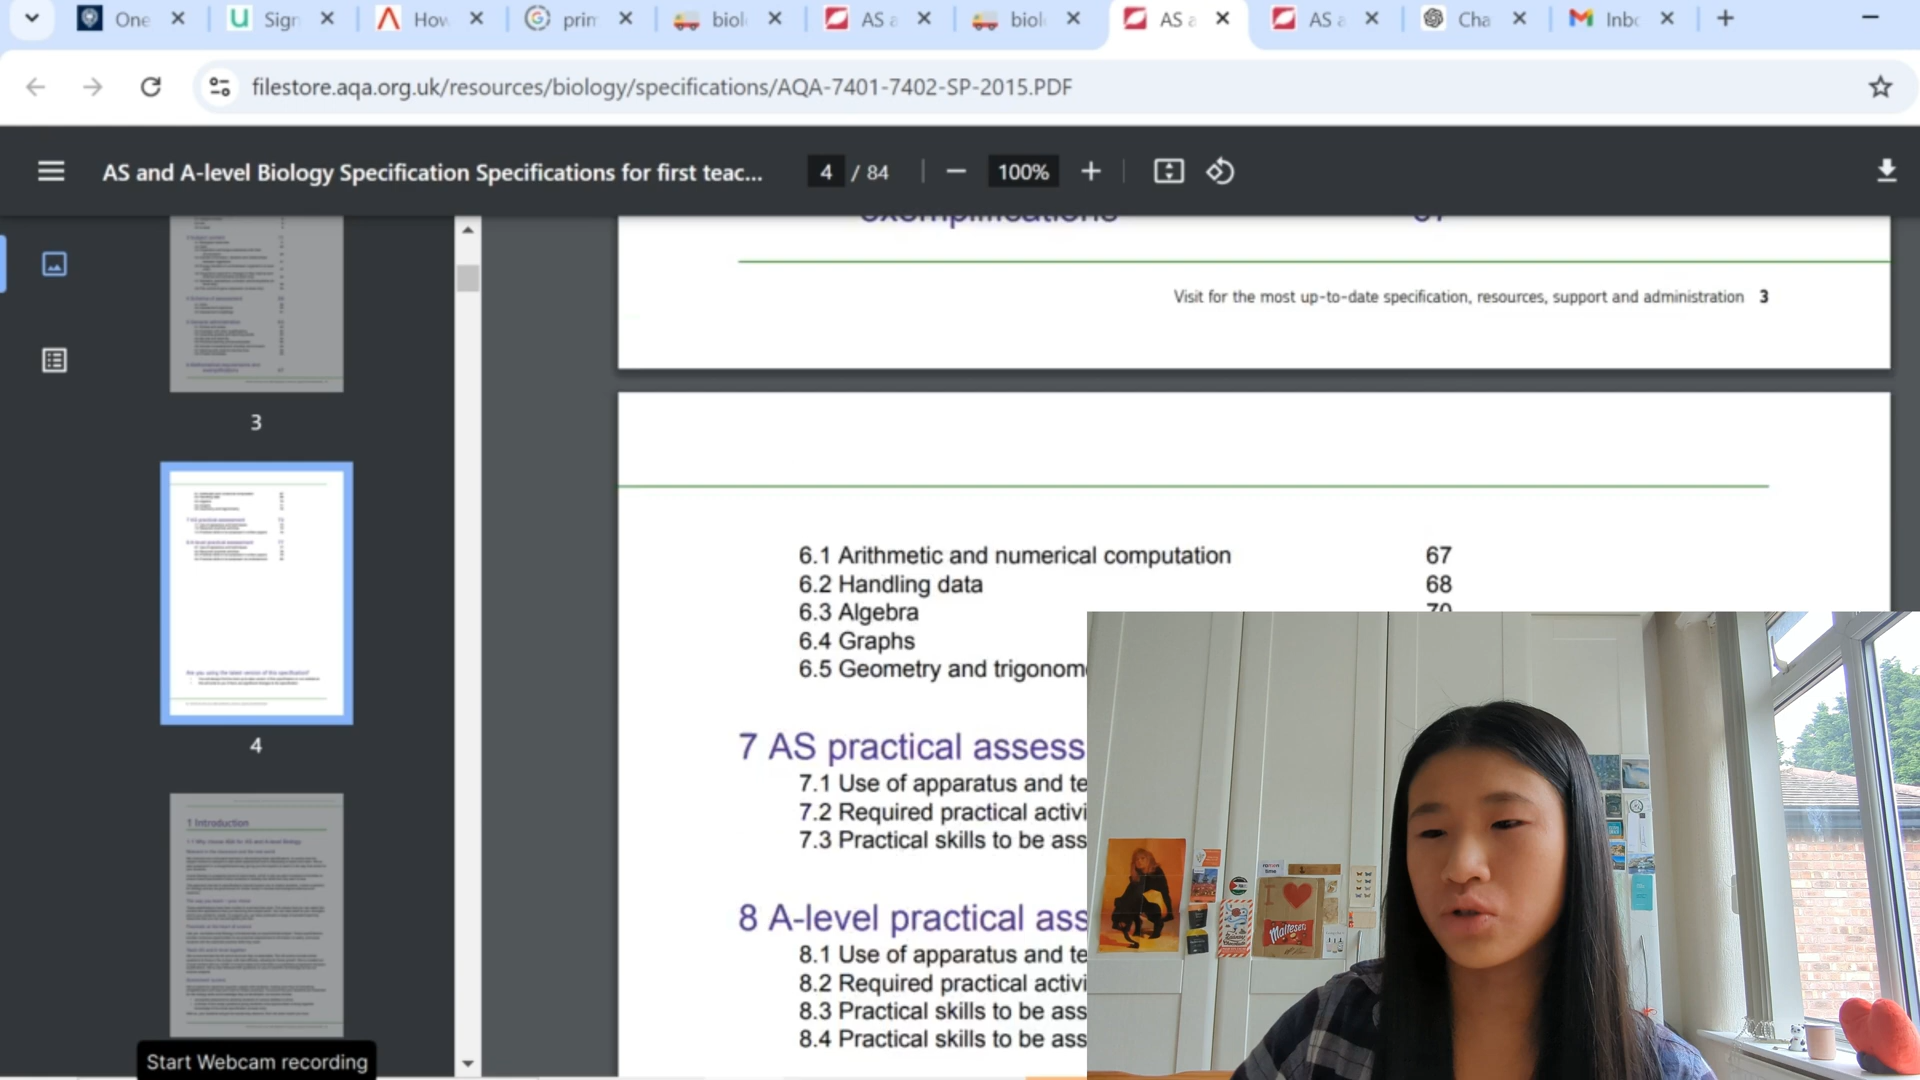 One
Sign
How
prin
biol
AS a
biol
AS a
AS a
Cha
Inbo
filestore.aqa.org.uk/resources/biology/specifications/AQA-7401-7402-SP-2015.PDF
AS and A-level Biology Specification Specifications for first teac...
4 / 84
100%
exemplifications 67
Visit for the most up-to-date specification, resources, support and administration 3
3
6.1 Arithmetic and numerical computation 67
6.2 Handling data 68
6.3 Algebra 70
6.4 Graphs
6.5 Geometry and trigonom
7 AS practical assess
7.1 Use of apparatus and te
7.2 Required practical activi
7.3 Practical skills to be ass
8 A-level practical ass
8.1 Use of apparatus and te
8.2 Required practical activi
8.3 Practical skills to be ass
8.4 Practical skills to be ass
4
1 Introduction
Start Webcam recording
ramen
time
I
Maltesers